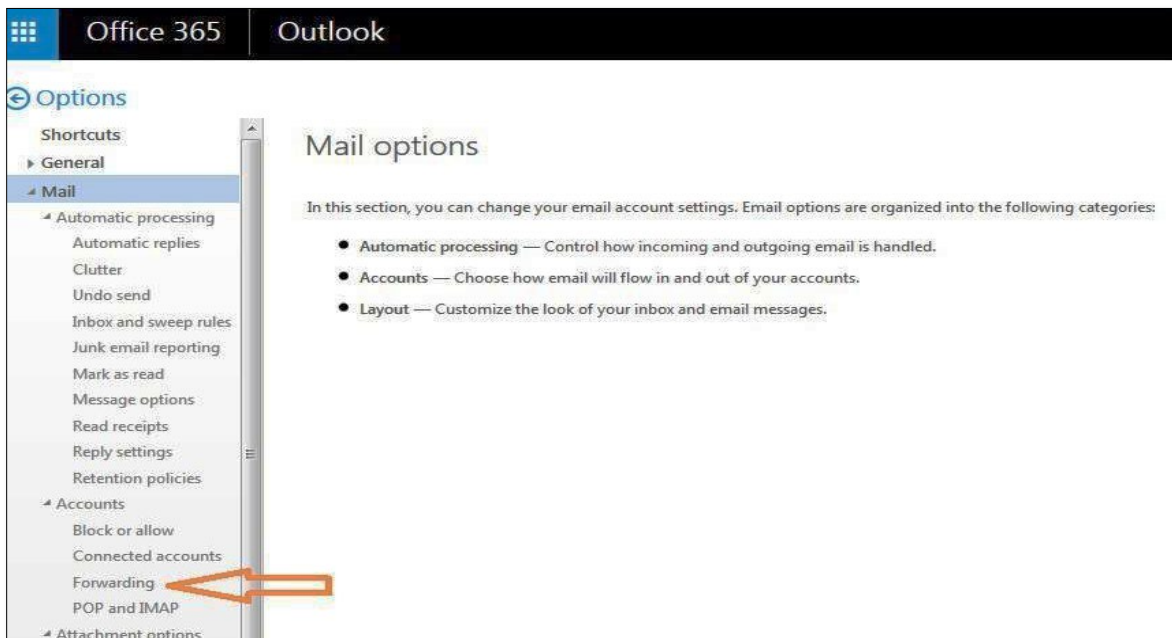 Office 365 Outlook
Options
Shortcuts
General
Mail
Automatic processing
Automatic replies
Clutter
Undo send
Inbox and sweep rules
Junk email reporting
Mark as read
Message options
Read receipts
Reply settings
Retention policies
Accounts
Block or allow
Connected accounts
Forwarding
POP and IMAP
Attachment options
Mail options
In this section, you can change your email account settings. Email options are organized into the following categories:
Automatic processing — Control how incoming and outgoing email is handled.
Accounts — Choose how email will flow in and out of your accounts.
Layout — Customize the look of your inbox and email messages.